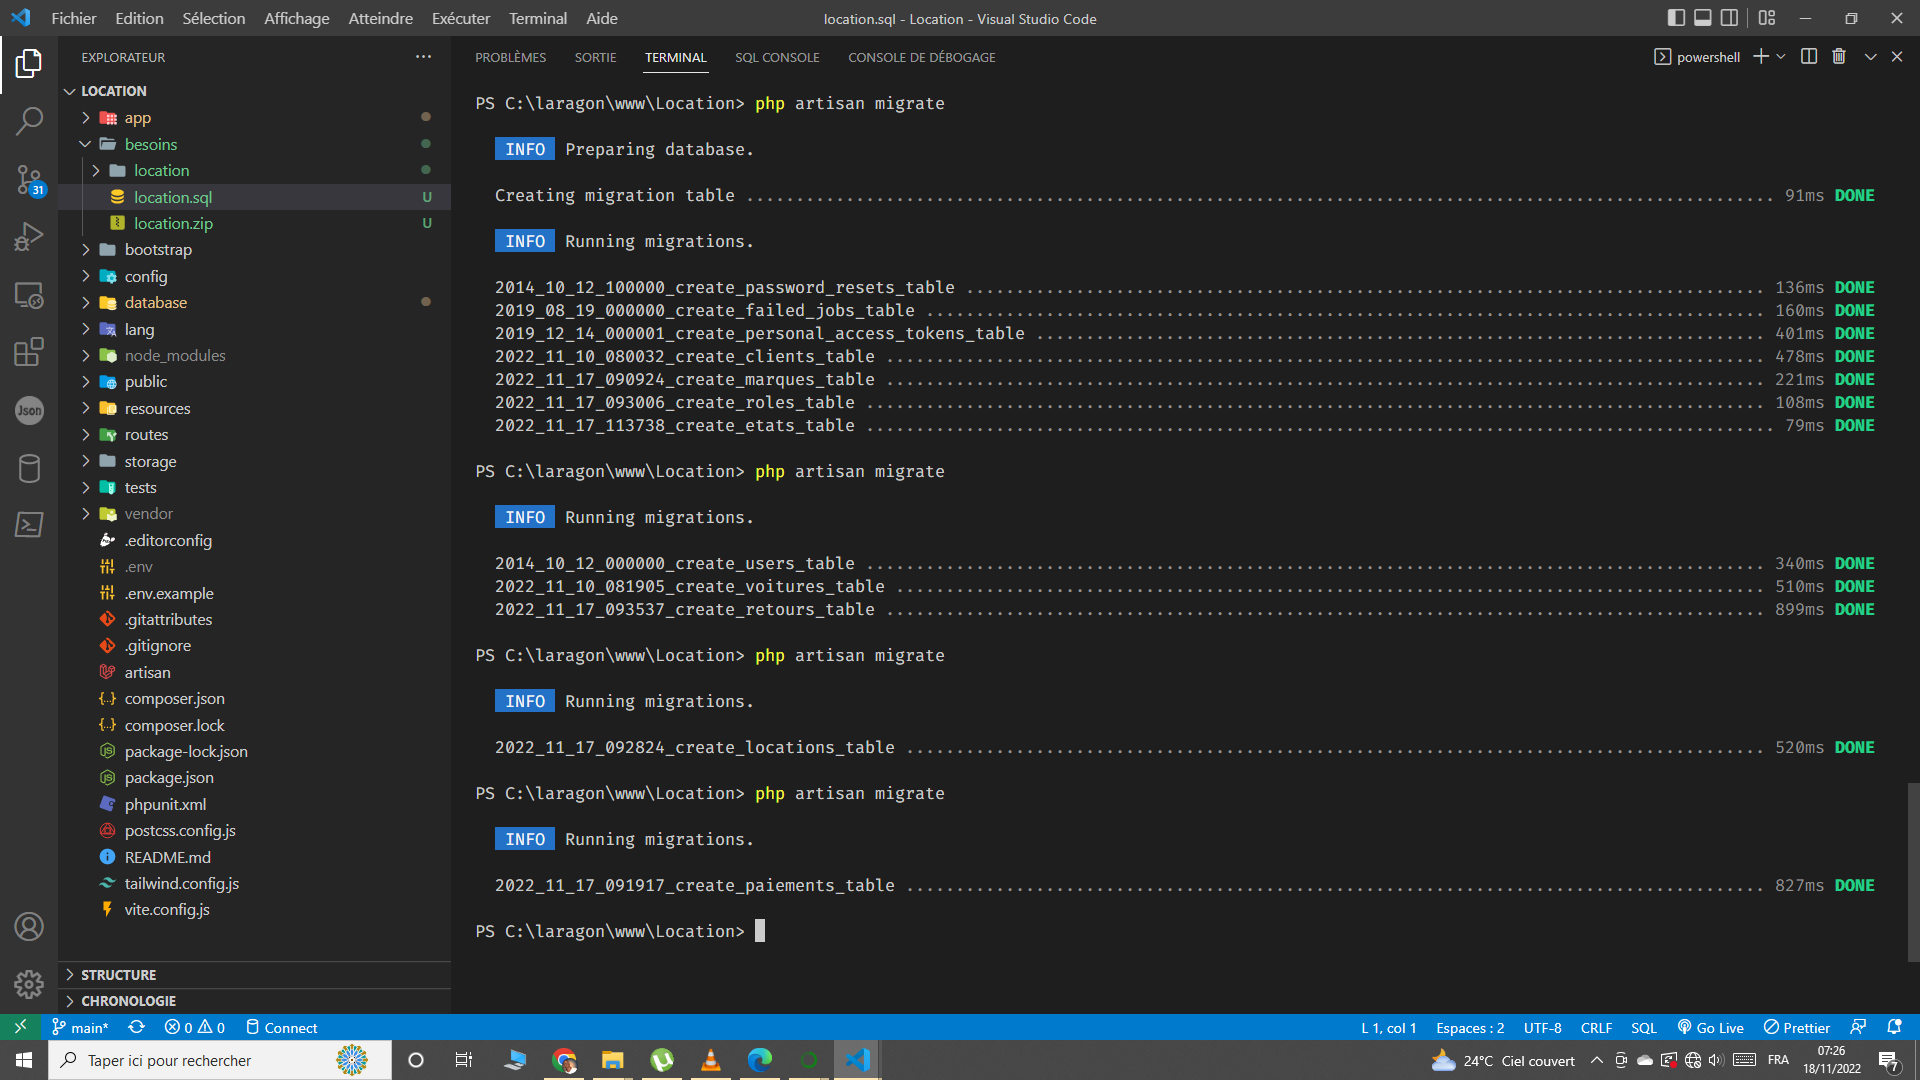 Fichier Edition Sélection Affichage Atteindre Exécuter Terminal Aide
location.sql - Location - Visual Studio Code
EXPLORATEUR
LOCATION
app
besoins
location
location.sql U
location.zip U
bootstrap
config
database
lang
node_modules
public
resources
routes
storage
tests
vendor
.editorconfig
.env
.env.example
.gitattributes
.gitignore
artisan
composer.json
composer.lock
package-lock.json
package.json
phpunit.xml
postcss.config.js
README.md
tailwind.config.js
vite.config.js
STRUCTURE
CHRONOLOGIE
31
Json
PROBLÈMES SORTIE TERMINAL SQL CONSOLE CONSOLE DE DÉBOGAGE
powershell
PS C:\laragon\www\Location> php artisan migrate
INFO Preparing database.
Creating migration table ........ 91ms DONE
INFO Running migrations.
2014_10_12_100000_create_password_resets_table ........ 136ms DONE
2019_08_19_000000_create_failed_jobs_table ........ 160ms DONE
2019_12_14_000001_create_personal_access_tokens_table ........ 401ms DONE
2022_11_10_080032_create_clients_table ........ 478ms DONE
2022_11_17_090924_create_marques_table ........ 221ms DONE
2022_11_17_093006_create_roles_table ........ 108ms DONE
2022_11_17_113738_create_etats_table ........ 79ms DONE
PS C:\laragon\www\Location> php artisan migrate
INFO Running migrations.
2014_10_12_000000_create_users_table ........ 340ms DONE
2022_11_10_081905_create_voitures_table ........ 510ms DONE
2022_11_17_093537_create_retours_table ........ 899ms DONE
PS C:\laragon\www\Location> php artisan migrate
INFO Running migrations.
2022_11_17_092824_create_locations_table ........ 520ms DONE
PS C:\laragon\www\Location> php artisan migrate
INFO Running migrations.
2022_11_17_091917_create_paiements_table ........ 827ms DONE
PS C:\laragon\www\Location>
main* 0 0 Connect
L 1, col 1 Espaces : 2 UTF-8 CRLF SQL Go Live Prettier
Taper ici pour rechercher
24°C Ciel couvert
FRA
07:26
18/11/2022
7